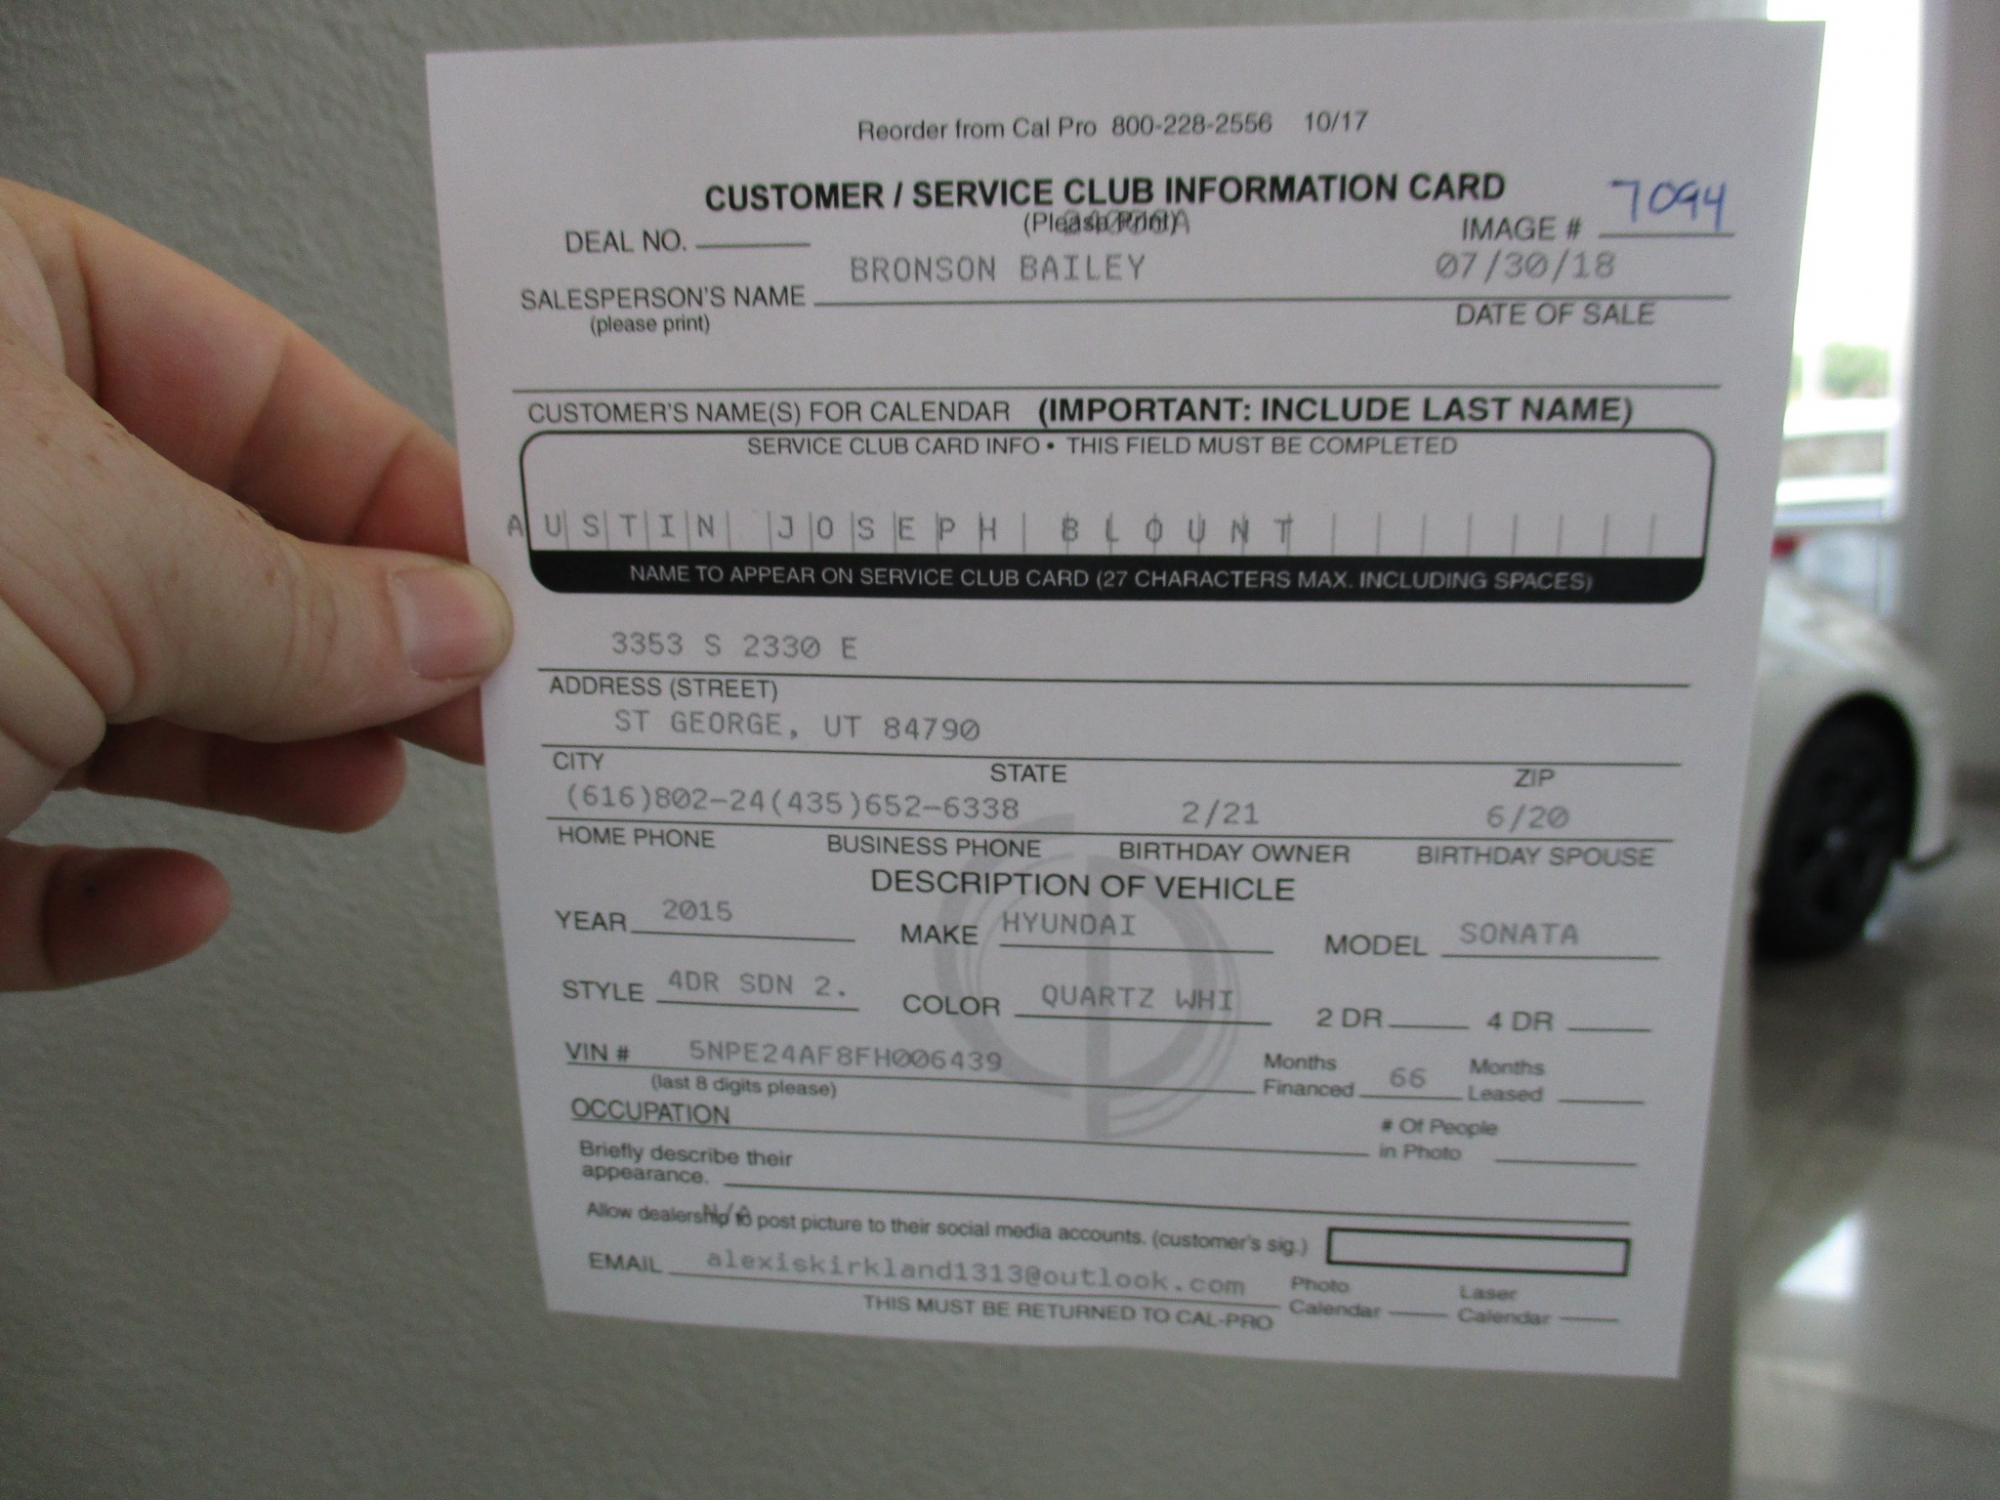 Reorder from Cal Pro 800-228-2556 10/17
CUSTOMER / SERVICE CLUB INFORMATION CARD
(Please Print)
DEAL NO. IMAGE # 7094
BRONSON BAILEY 07/30/18
SALESPERSON'S NAME DATE OF SALE
(please print)
CUSTOMER'S NAME(S) FOR CALENDAR (IMPORTANT: INCLUDE LAST NAME)
SERVICE CLUB CARD INFO • THIS FIELD MUST BE COMPLETED
AUSTIN JOSEPH BLOUNT
NAME TO APPEAR ON SERVICE CLUB CARD (27 CHARACTERS MAX. INCLUDING SPACES)
3353 S 2330 E
ADDRESS (STREET)
ST GEORGE, UT 84790
CITY STATE ZIP
(616)802-24(435)652-6338 2/21 6/20
HOME PHONE BUSINESS PHONE BIRTHDAY OWNER BIRTHDAY SPOUSE
DESCRIPTION OF VEHICLE
YEAR 2015 MAKE HYUNDAI MODEL SONATA
STYLE 4DR SDN 2. COLOR QUARTZ WHI 2 DR 4 DR
VIN # 5NPE24AF8FH006439 Months Financed 66 Months Leased
(last 8 digits please)
OCCUPATION # Of People in Photo
Briefly describe their
appearance.
N/A
Allow dealership to post picture to their social media accounts. (customer's sig.)
EMAIL alexiskirkland1313@outlook.com Photo Calendar Laser Calendar
THIS MUST BE RETURNED TO CAL-PRO